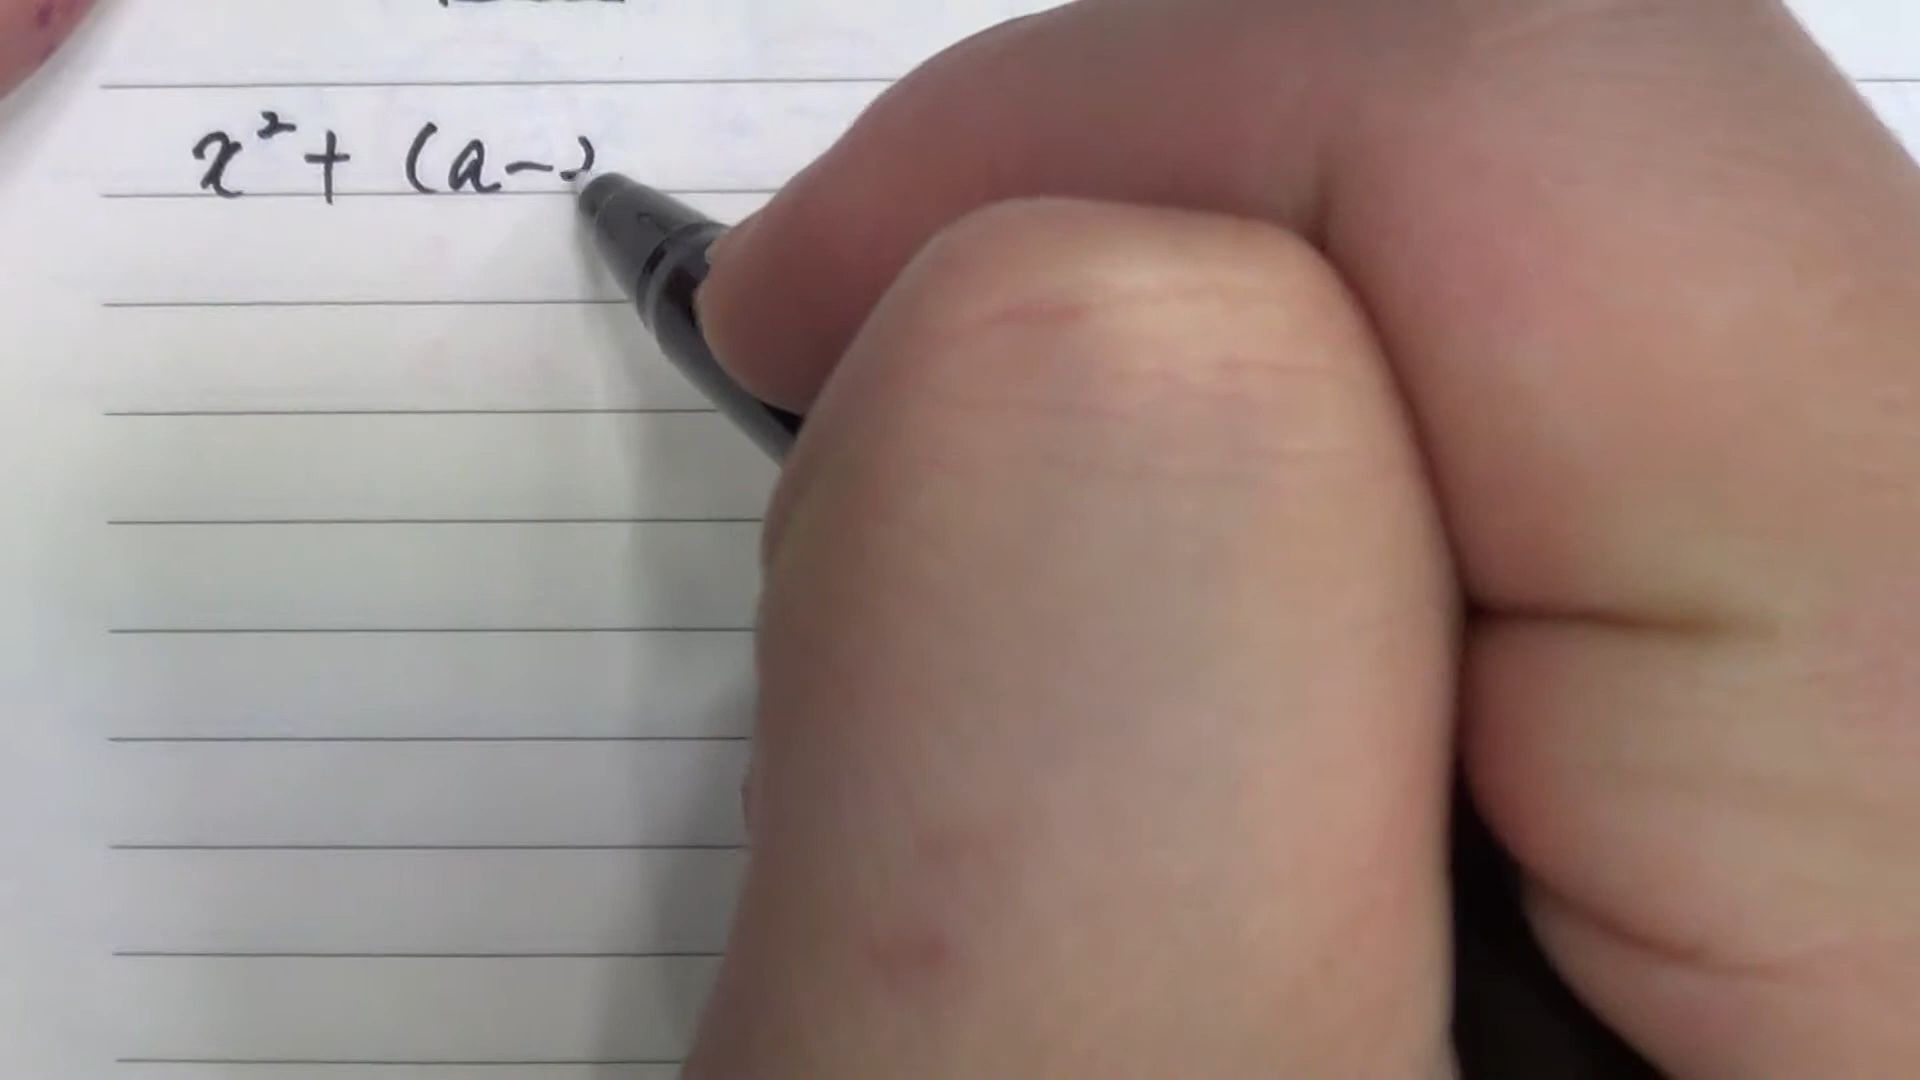 x² + (a-